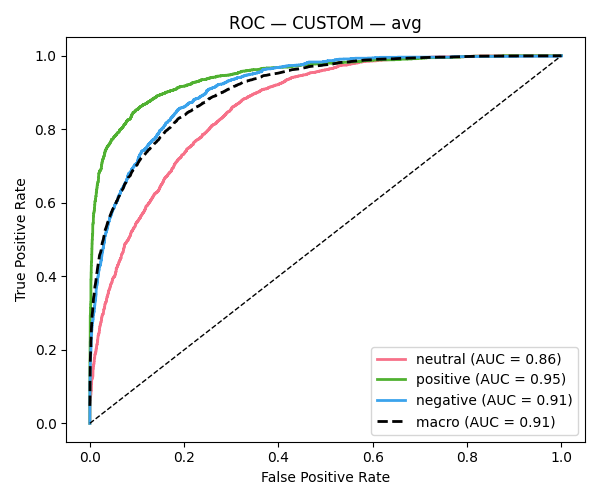 ROC — CUSTOM — avg
True Positive Rate
1.0
0.8
0.6
0.4
0.2
0.0
neutral (AUC = 0.86)
positive (AUC = 0.95)
negative (AUC = 0.91)
macro (AUC = 0.91)
0.0 0.2 0.4 0.6 0.8 1.0
False Positive Rate